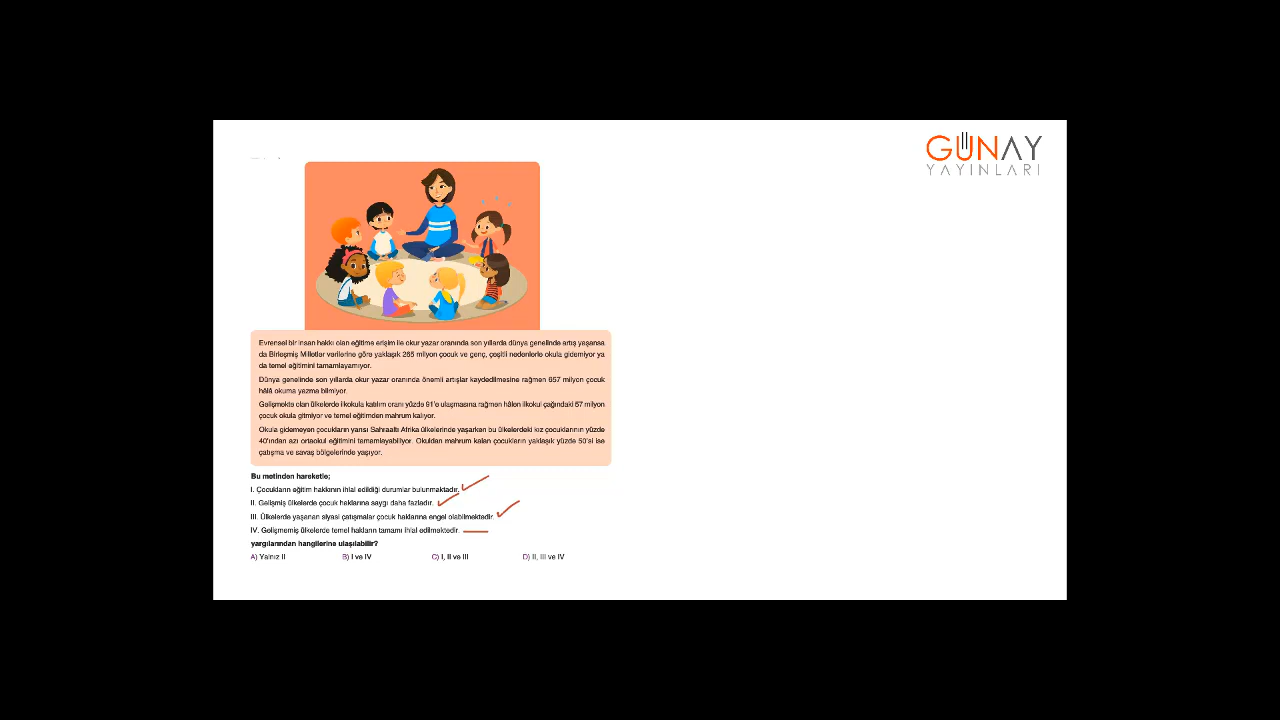 GÜNAY
YAYINLARI
Evrensel bir insan hakkı olan eğitime erişim ile okur yazar oranında son yıllarda dünya genelinde artış yaşansa
da Birleşmiş Milletler verilerine göre yaklaşık 265 milyon çocuk ve genç, çeşitli nedenlerle okula gidemiyor ya
da temel eğitimini tamamlayamıyor.
Dünya genelinde son yıllarda okur yazar oranında önemli artışlar kaydedilmesine rağmen 657 milyon çocuk
hâlâ okuma yazma bilmiyor.
Gelişmekte olan ülkelerde ilkokula katılım oranı yüzde 91'e ulaşmasına rağmen hâlen ilkokul çağındaki 57 milyon
çocuk okula gitmiyor ve temel eğitimden mahrum kalıyor.
Okula gidemeyen çocukların yarısı Sahraaltı Afrika ülkelerinde yaşarken bu ülkelerdeki kız çocuklarının yüzde
40'ından azı ortaokul eğitimini tamamlayabiliyor. Okuldan mahrum kalan çocukların yaklaşık yüzde 50'si ise
çatışma ve savaş bölgelerinde yaşıyor.
Bu metinden hareketle;
I. Çocukların eğitim hakkının ihlal edildiği durumlar bulunmaktadır.
II. Gelişmiş ülkelerde çocuk haklarına saygı daha fazladır.
III. Ülkelerde yaşanan siyasi çatışmalar çocuk haklarına engel olabilmektedir.
IV. Gelişmemiş ülkelerde temel hakların tamamı ihlal edilmektedir.
yargılarından hangilerine ulaşılabilir?
A) Yalnız II B) I ve IV C) I, II ve III D) II, III ve IV